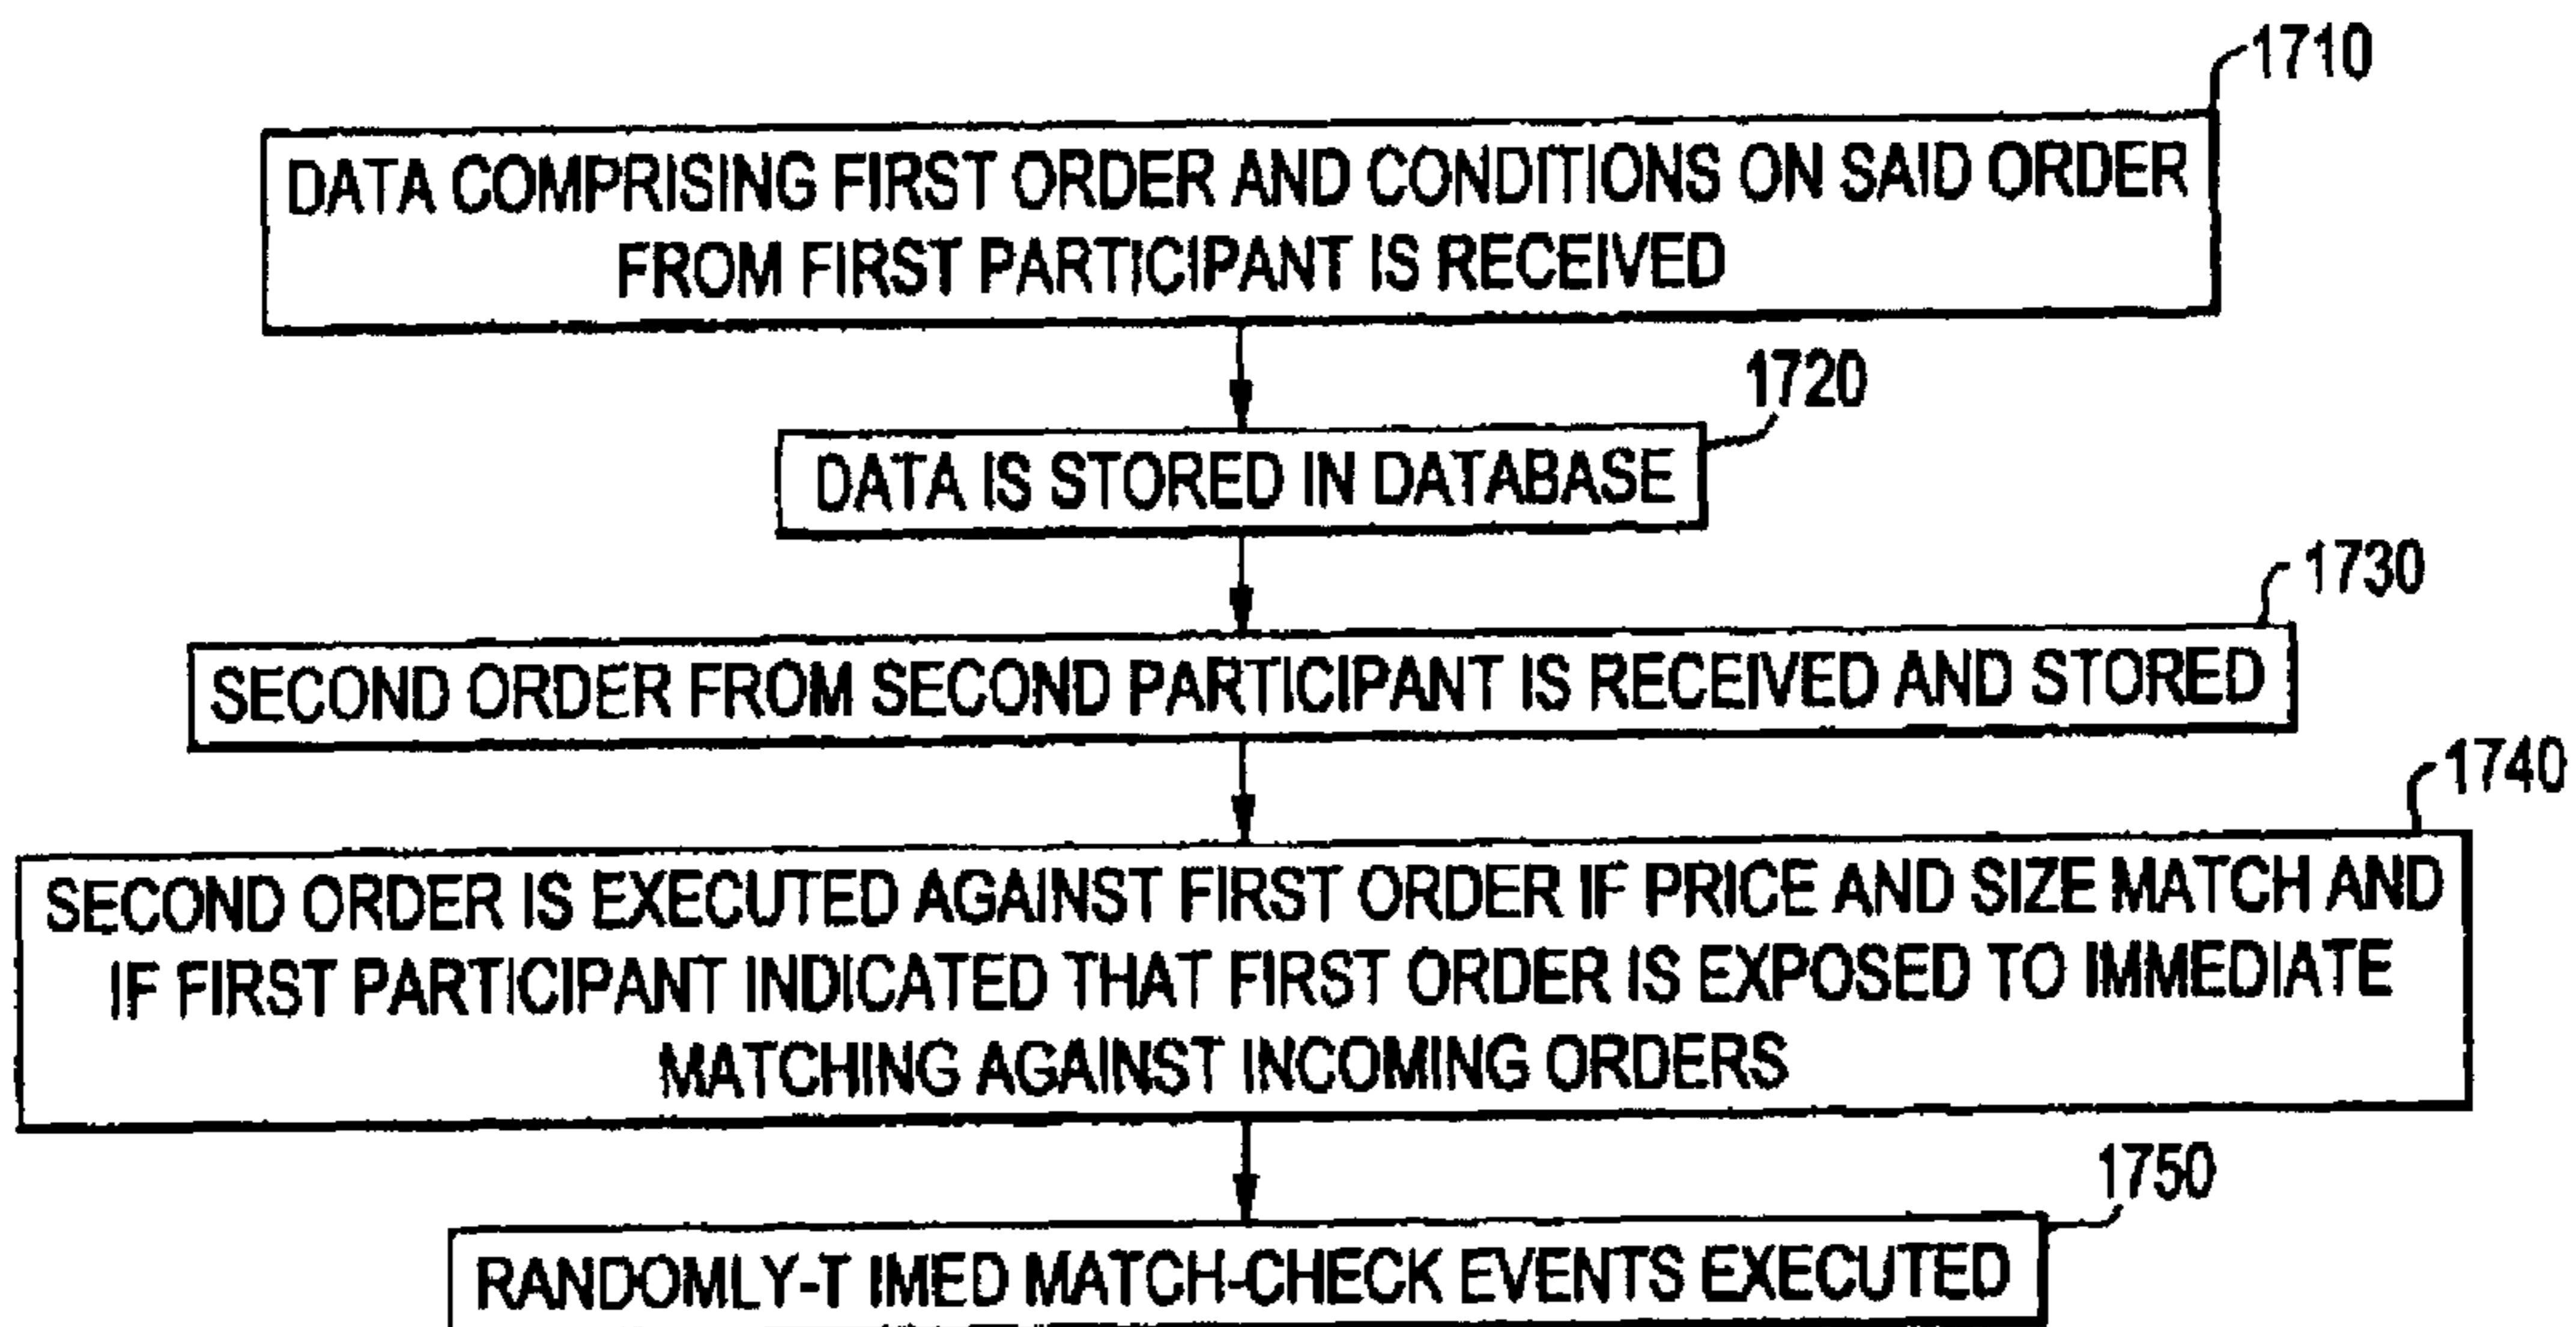 1710
DATA COMPRISING FIRST ORDER AND CONDITIONS ON SAID ORDER
FROM FIRST PARTICIPANT IS RECEIVED
1720
DATA IS STORED IN DATABASE
1730
SECOND ORDER FROM SECOND PARTICIPANT IS RECEIVED AND STORED
1740
SECOND ORDER IS EXECUTED AGAINST FIRST ORDER IF PRICE AND SIZE MATCH AND
IF FIRST PARTICIPANT INDICATED THAT FIRST ORDER IS EXPOSED TO IMMEDIATE
MATCHING AGAINST INCOMING ORDERS
1750
RANDOMLY-T IMED MATCH-CHECK EVENTS EXECUTED